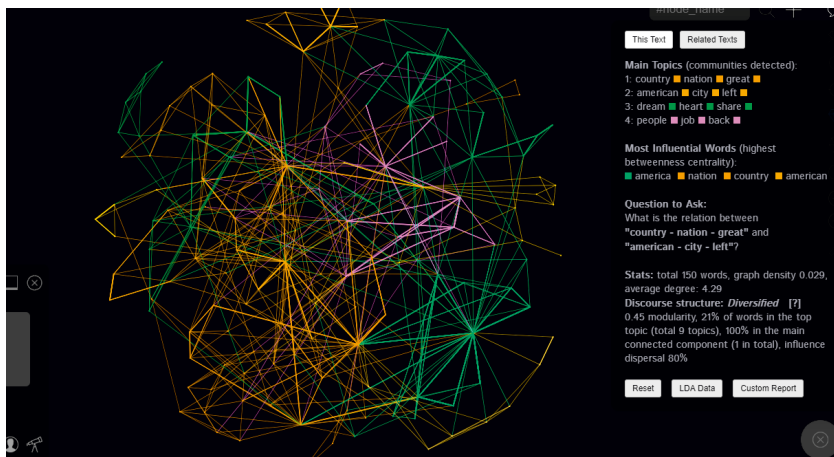 #node_name
This Text Related Texts
Main Topics (communities detected):
1: country nation great
2: american city left
3: dream heart share
4: people job back
Most Influential Words (highest
betweenness centrality):
america nation country american
Question to Ask:
What is the relation between
"country - nation - great" and
"american - city - left"?
Stats: total 150 words, graph density 0.029,
average degree: 4.29
Discourse structure: Diversified [?]
0.45 modularity, 21% of words in the top
topic (total 9 topics), 100% in the main
connected component (1 in total), influence
dispersal 80%
Reset LDA Data Custom Report